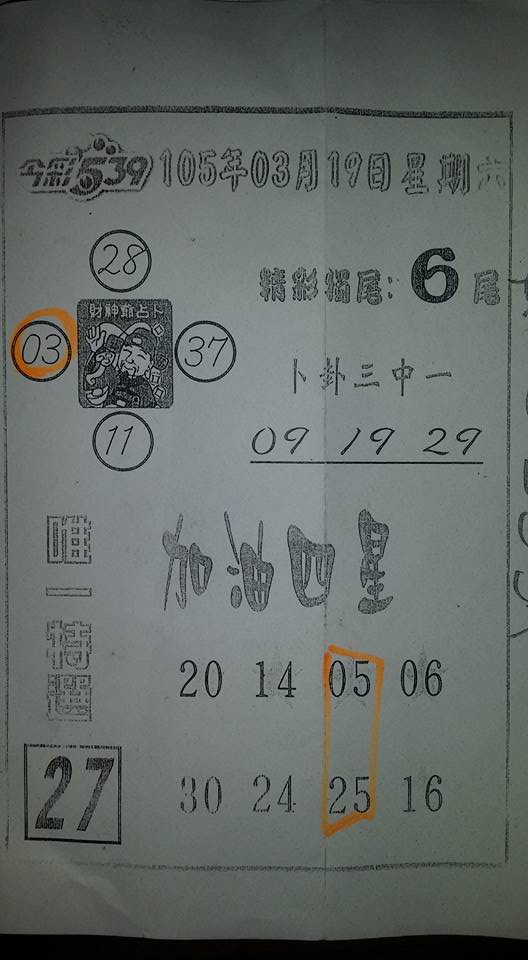 今彩539 105年03月19日星期六
28
精彩獨尾: 6 尾
財神爺占卜
03 37
卜卦三中一
11
09 19 29
加油四星
唯一特選
20 14 05 06
27
30 24 25 16